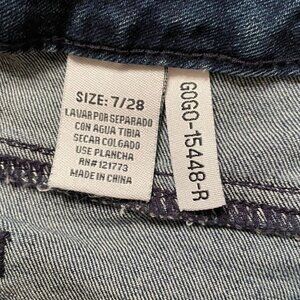 SIZE: 7/28
LAVAR POR SEPARADO
CON AGUA TIBIA
SECAR COLGADO
USE PLANCHA
RN# 121773
MADE IN CHINA
GOGO-15448-R